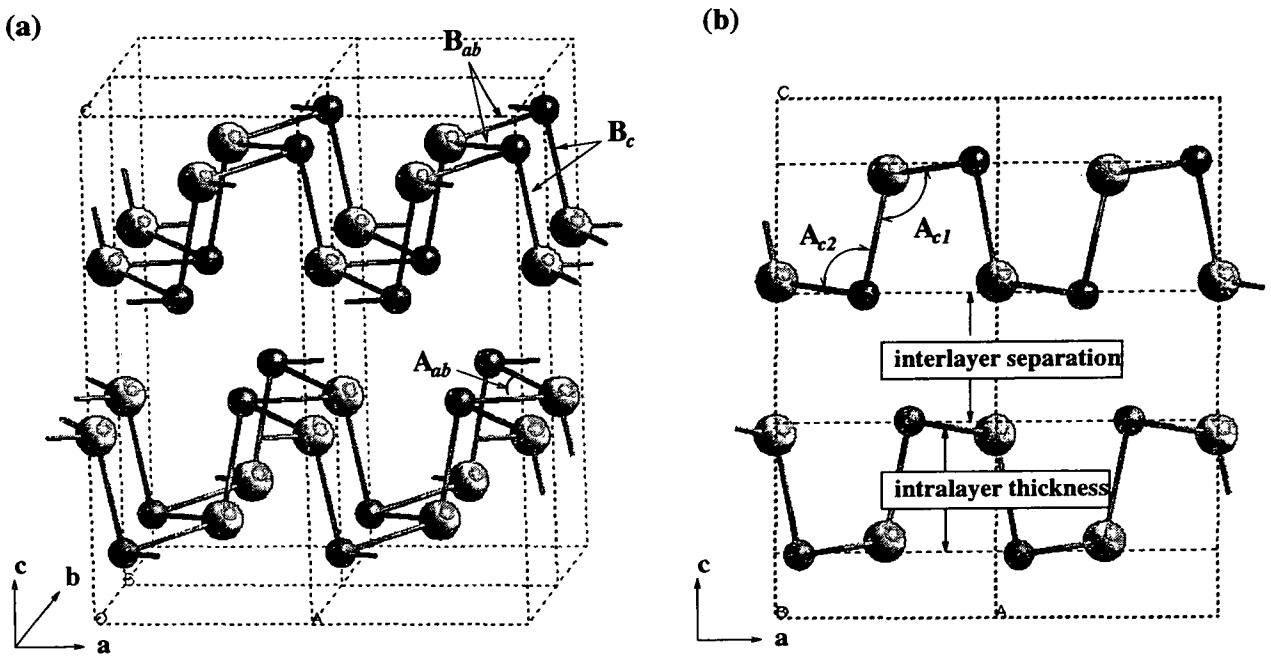 (a)
B_ab
C
B_c
A_ab
c
b
B
O
A
a
(b)
C
A_c2
A_c1
interlayer separation
intralayer thickness
c
B
A
a